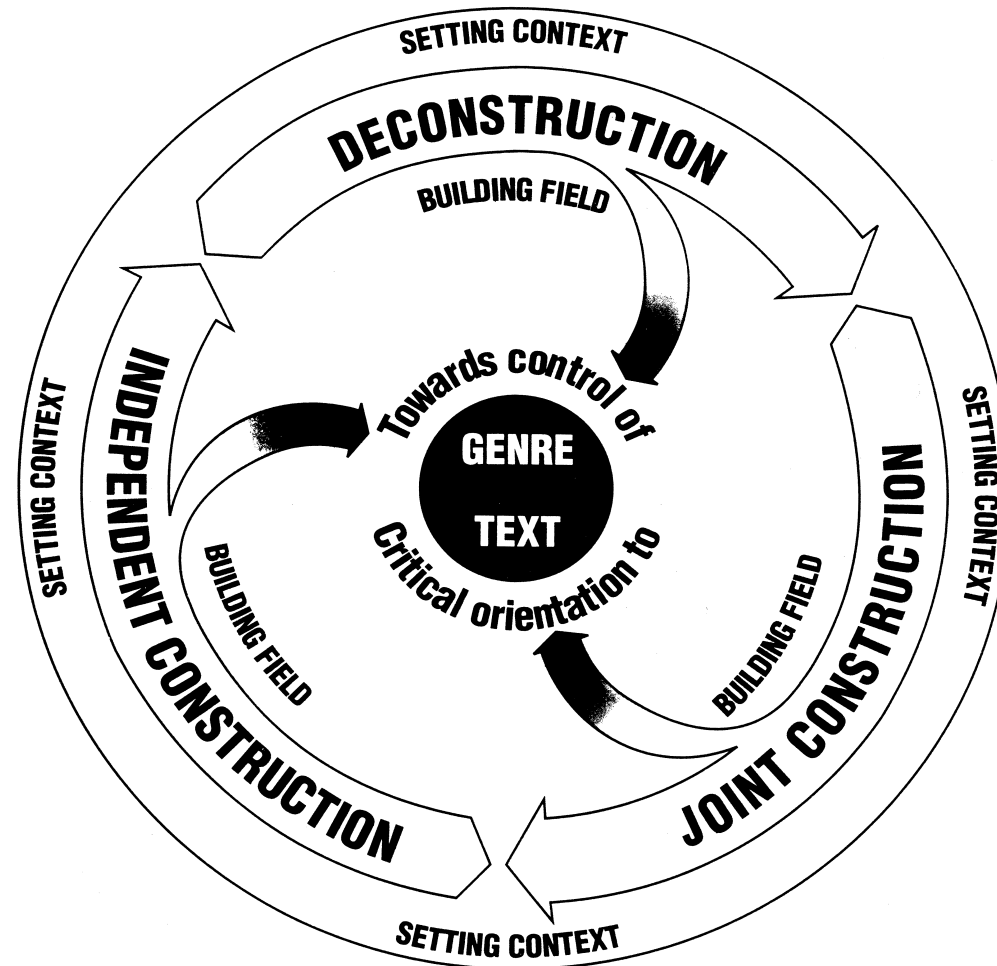 SETTING CONTEXT
DECONSTRUCTION
BUILDING FIELD
Towards control of
GENRE
TEXT
Critical orientation to
SETTING CONTEXT
JOINT CONSTRUCTION
BUILDING FIELD
SETTING CONTEXT
INDEPENDENT CONSTRUCTION
BUILDING FIELD
SETTING CONTEXT